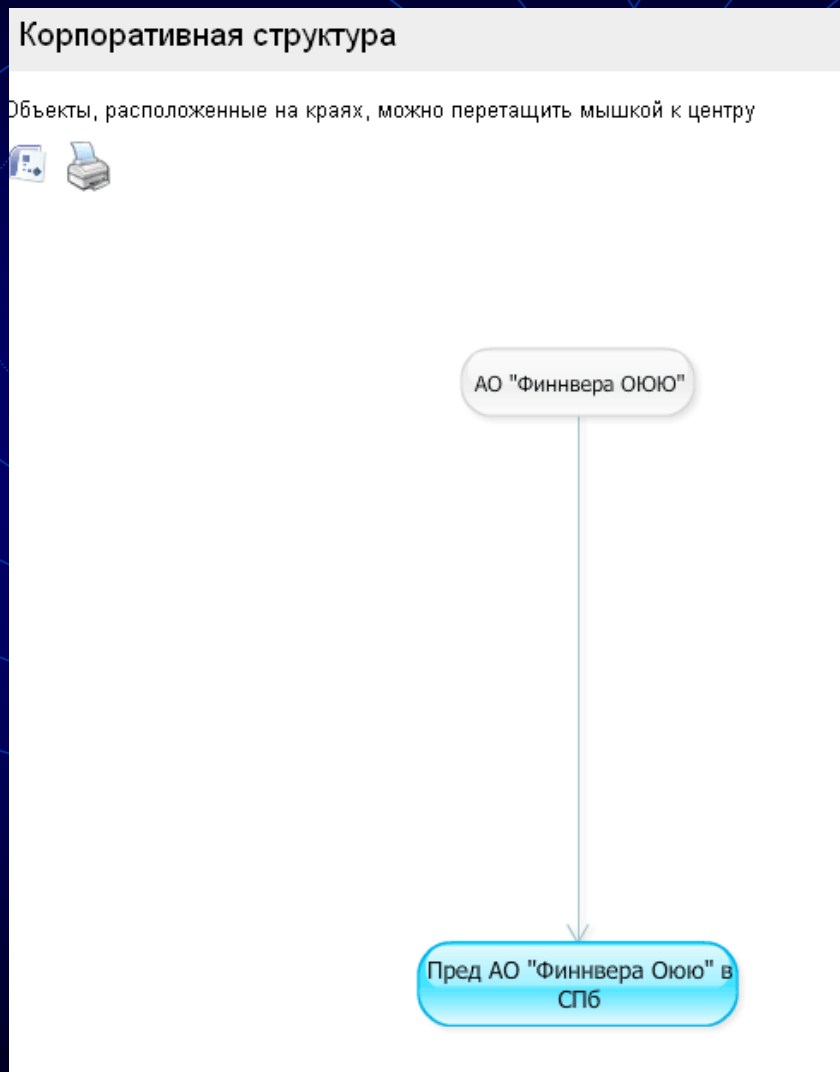 Корпоративная структура
Объекты, расположенные на краях, можно перетащить мышкой к центру
АО "Финнвера ОЮЮ"
Пред АО "Финнвера Оюю" в
СПб